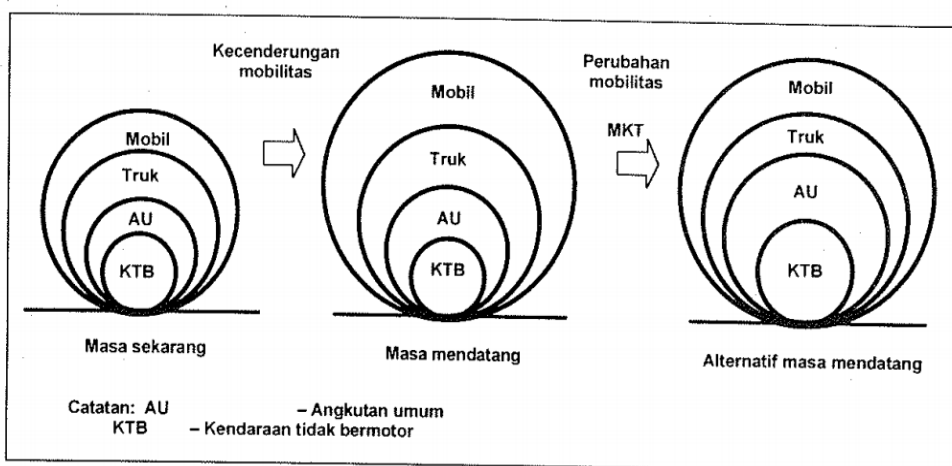 Kecenderungan
mobilitas
Perubahan
mobilitas
MKT
Mobil
Truk
AU
KTB
Mobil
Truk
AU
KTB
Mobil
Truk
AU
KTB
Masa sekarang
Masa mendatang
Alternatif masa mendatang
Catatan: AU – Angkutan umum
KTB – Kendaraan tidak bermotor